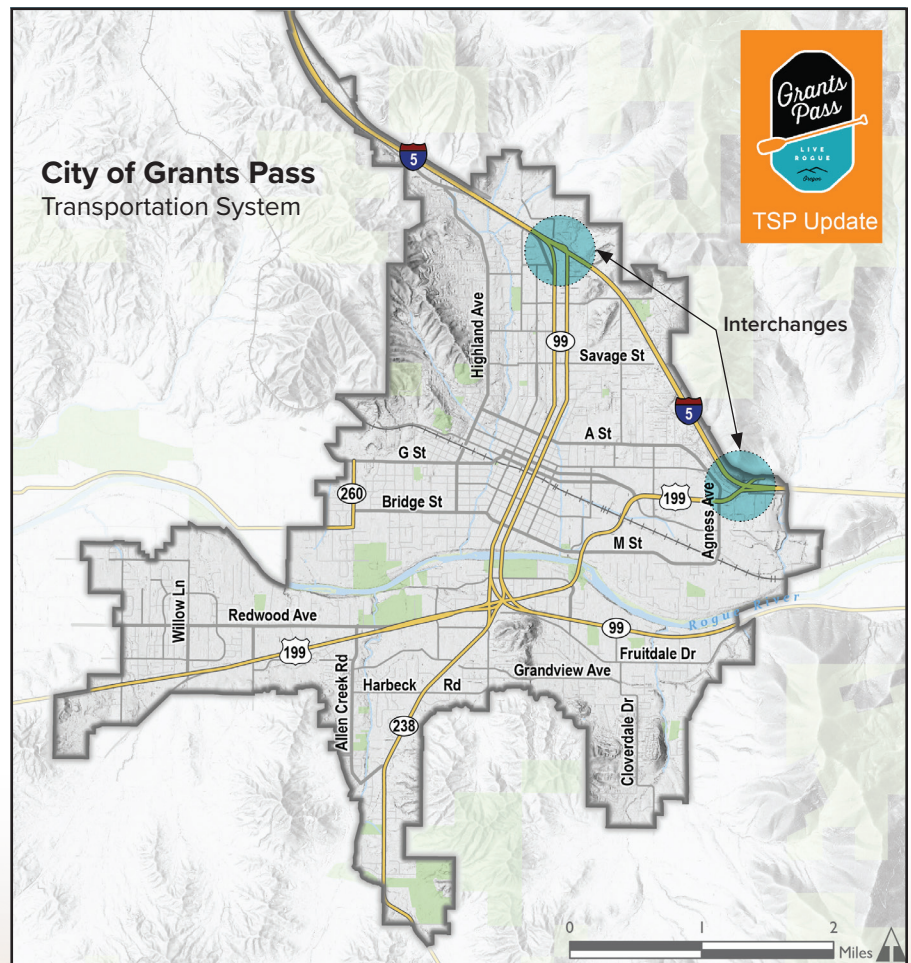 City of Grants Pass
Transportation System
Grants
Pass
LIVE
ROGUE
Oregon
TSP Update
5
Interchanges
Highland Ave
99
Savage St
5
A St
G St
260
Bridge St
199
Agness Ave
M St
Willow Ln
Redwood Ave
Rogue River
199
99
Fruitdale Dr
Grandview Ave
Allen Creek Rd
Harbeck Rd
238
Cloverdale Dr
0 1 2
Miles